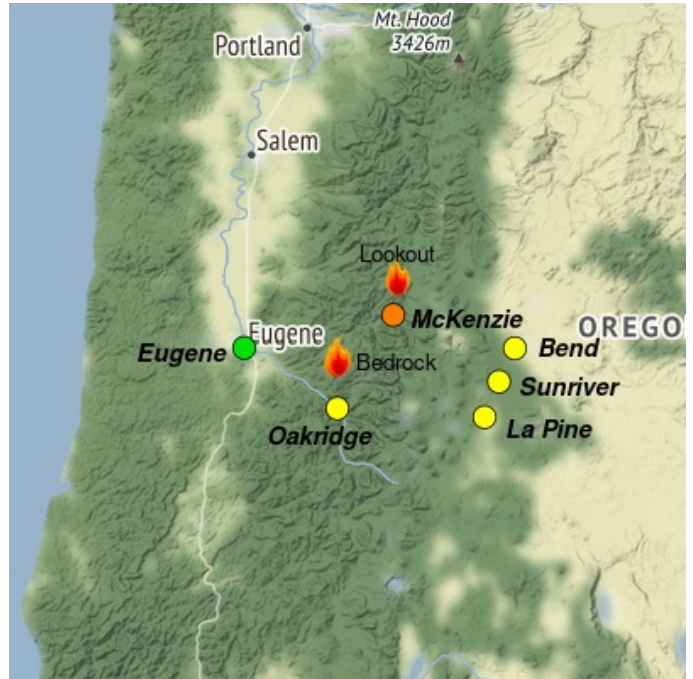 Mt. Hood
3426m
Portland
Salem
Lookout
McKenzie
OREGO
Eugene
Eugene
Bend
Bedrock
Sunriver
Oakridge
La Pine